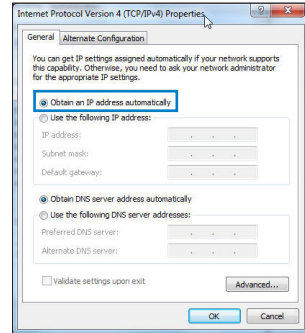 Internet Protocol Version 4 (TCP/IPv4) Properties
General
Alternate Configuration
You can get IP settings assigned automatically if your network supports
this capability. Otherwise, you need to ask your network administrator
for the appropriate IP settings.
Obtain an IP address automatically
Use the following IP address:
IP address:
Subnet mask:
Default gateway:
Obtain DNS server address automatically
Use the following DNS server addresses:
Preferred DNS server:
Alternate DNS server:
Validate settings upon exit
Advanced...
OK
Cancel